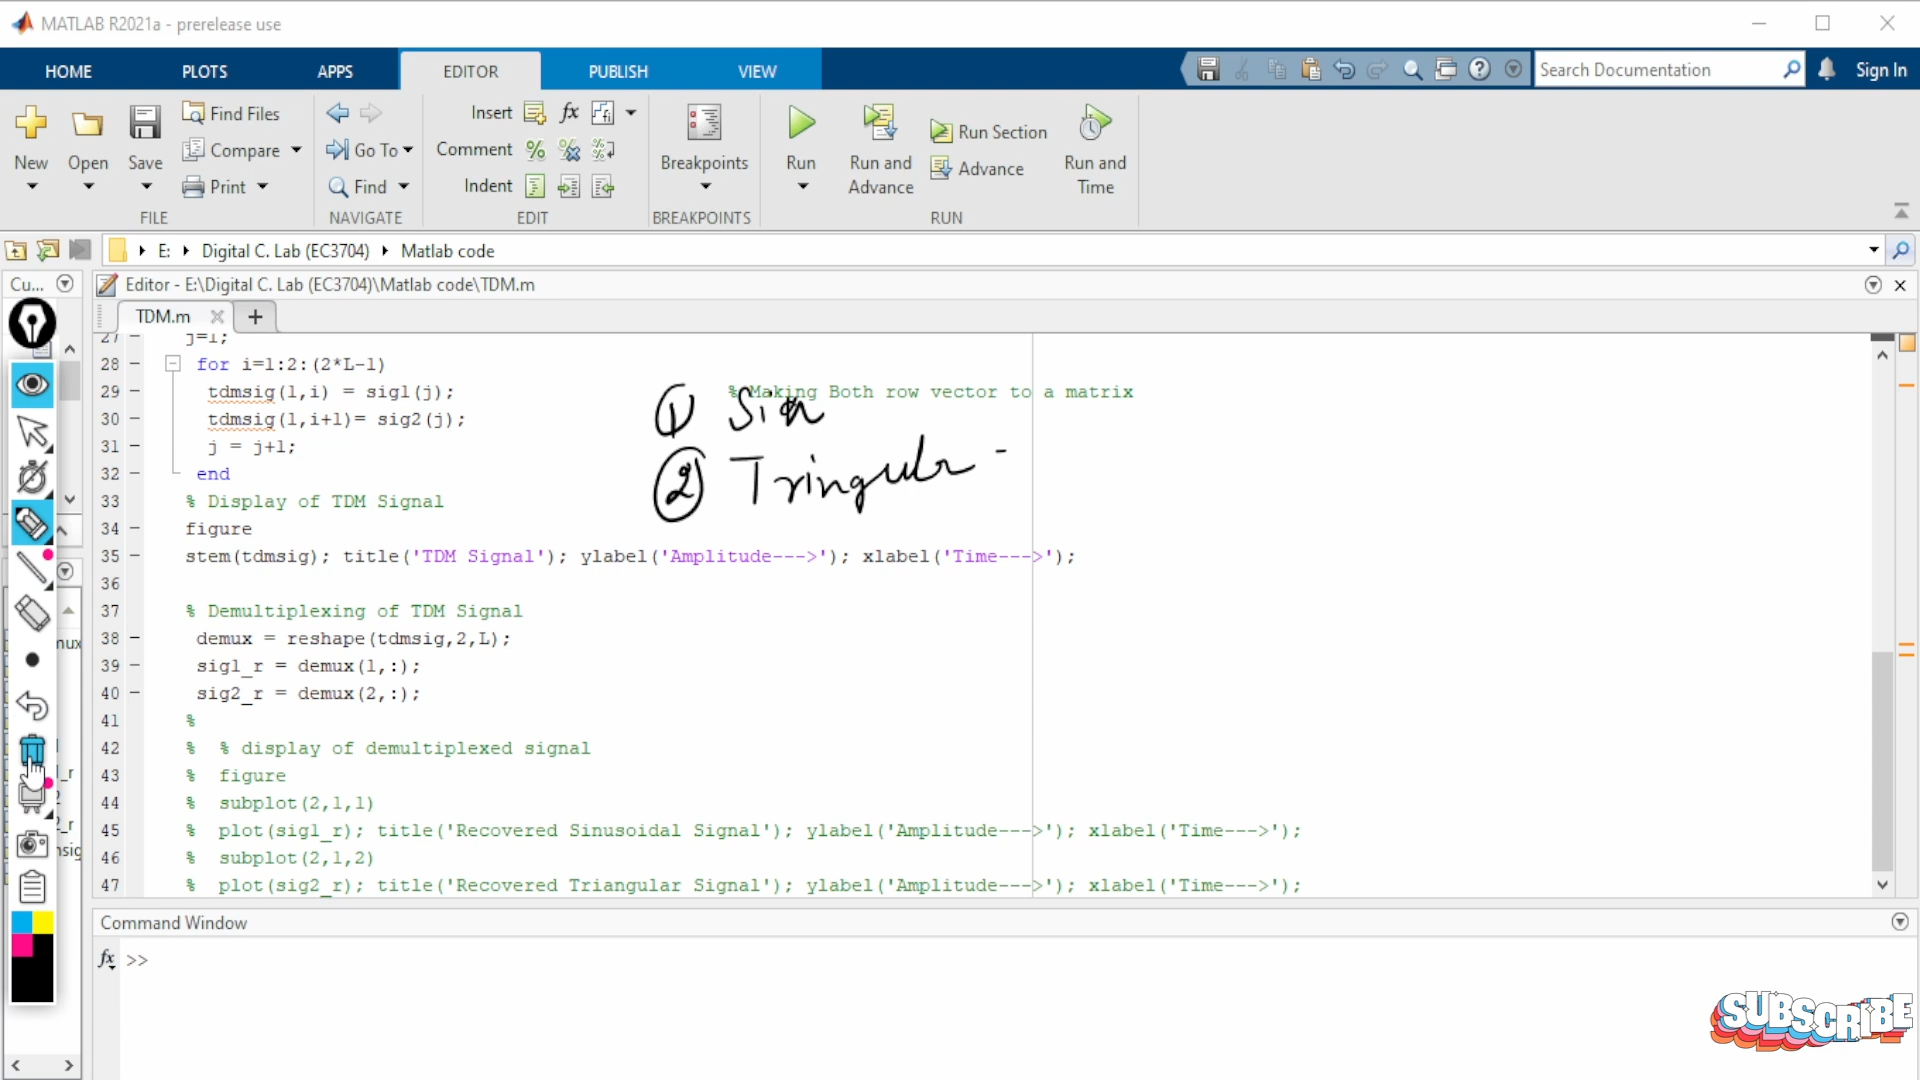 MATLAB R2021a - prerelease use
HOME PLOTS APPS EDITOR PUBLISH VIEW Search Documentation Sign In
New Open Save Find Files Compare Print FILE
Go To Find NAVIGATE
Insert fx Comment Indent EDIT
Breakpoints BREAKPOINTS
Run Run and Advance Run Section Advance Run and Time RUN
E: Digital C. Lab (EC3704) Matlab code
Cu... Editor - E:\Digital C. Lab (EC3704)\Matlab code\TDM.m
TDM.m × +
27 – j=1;
28 – for i=1:2:(2*L-1)
29 – tdmsig(1,i) = sig1(j); % Making Both row vector to a matrix
① Sin
30 – tdmsig(1,i+1)= sig2(j);
31 – j = j+1;
② Tringular -
32 – end
33 % Display of TDM Signal
34 – figure
35 – stem(tdmsig); title('TDM Signal'); ylabel('Amplitude--->'); xlabel('Time--->');
36
37 % Demultiplexing of TDM Signal
38 – demux = reshape(tdmsig,2,L);
39 – sig1_r = demux(1,:);
40 – sig2_r = demux(2,:);
41 %
42 % % display of demultiplexed signal
43 % figure
44 % subplot(2,1,1)
45 % plot(sig1_r); title('Recovered Sinusoidal Signal'); ylabel('Amplitude--->'); xlabel('Time--->');
46 % subplot(2,1,2)
47 % plot(sig2_r); title('Recovered Triangular Signal'); ylabel('Amplitude--->'); xlabel('Time--->');
Command Window
fx >>
SUBSCRIBE